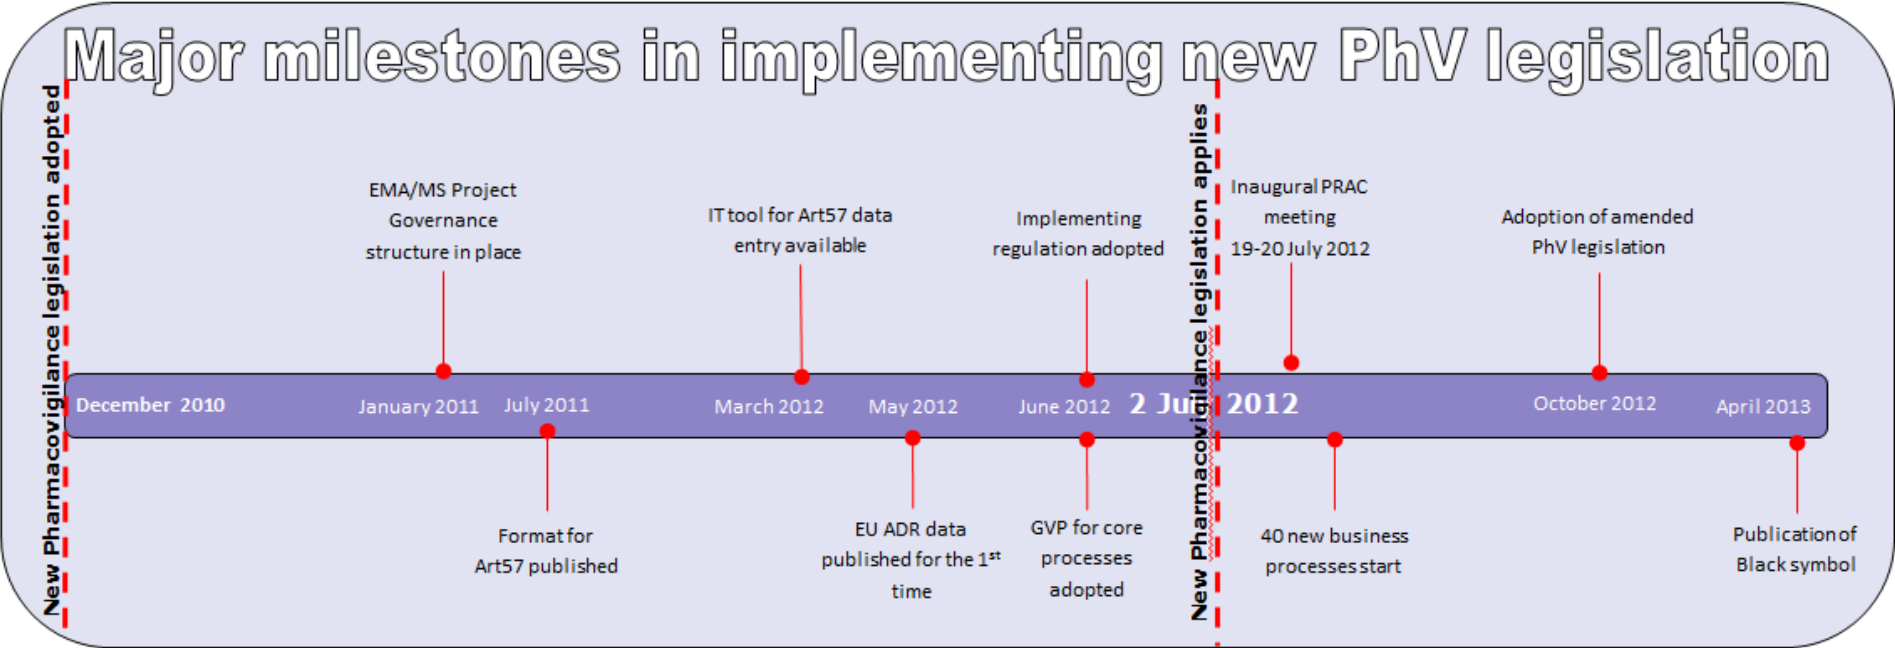 Major milestones in implementing new PhV legislation
New Pharmacovigilance legislation adopted
EMA/MS Project
Governance
structure in place
IT tool for Art57 data
entry available
Implementing
regulation adopted
New Pharmacovigilance legislation applies
Inaugural PRAC
meeting
19-20 July 2012
Adoption of amended
PhV legislation
December 2010
January 2011
July 2011
March 2012
May 2012
June 2012
2 July 2012
October 2012
April 2013
Format for
Art57 published
EU ADR data
published for the 1st
time
GVP for core
processes
adopted
40 new business
processes start
Publication of
Black symbol